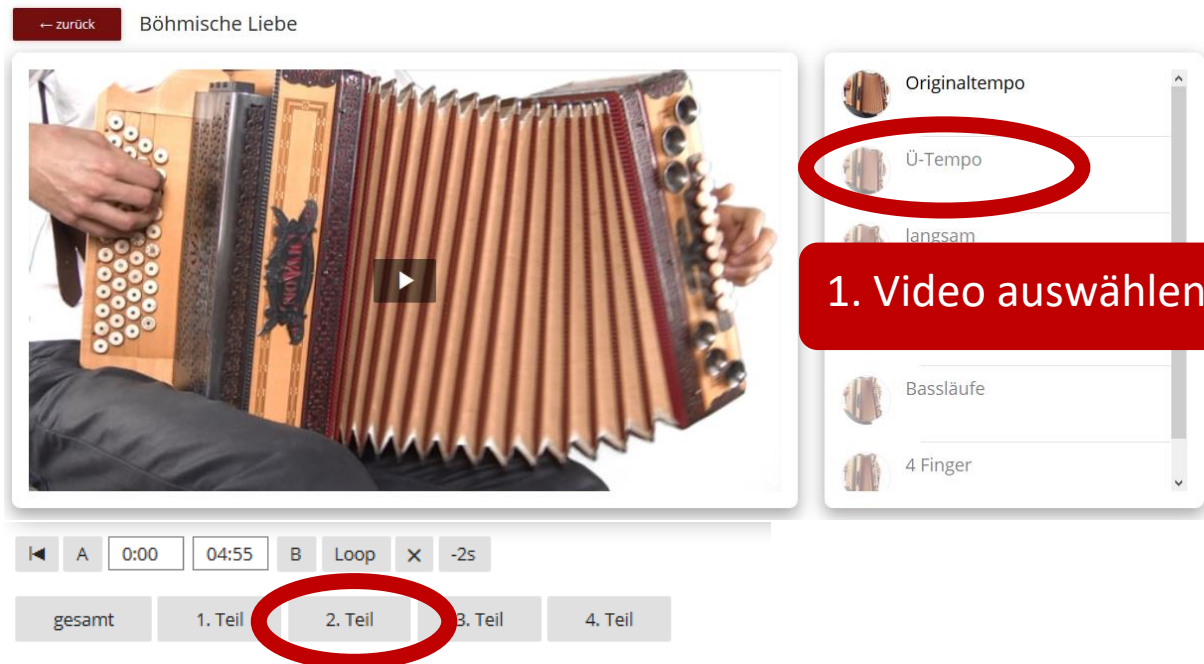 ← zurück
Böhmische Liebe
Originaltempo
Ü-Tempo
langsam
1. Video auswählen
Bassläufe
4 Finger
A 0:00 04:55 B Loop × -2s
gesamt 1. Teil 2. Teil 3. Teil 4. Teil